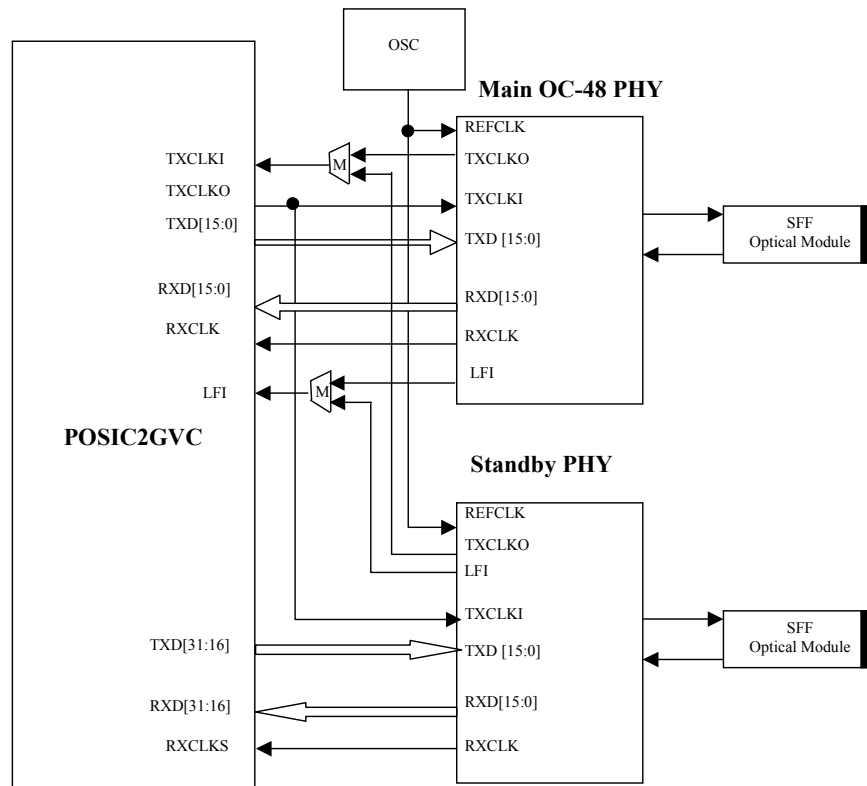 OSC
Main OC-48 PHY
REFCLK
TXCLKI
M
TXCLKO
TXCLKO
TXCLKI
TXD[15:0]
TXD [15:0]
SFF
Optical Module
RXD[15:0]
RXD[15:0]
RXCLK
RXCLK
LFI
LFI
M
POSIC2GVC
Standby PHY
REFCLK
TXCLKO
LFI
TXCLKI
SFF
Optical Module
TXD[31:16]
TXD [15:0]
RXD[31:16]
RXD[15:0]
RXCLKS
RXCLK